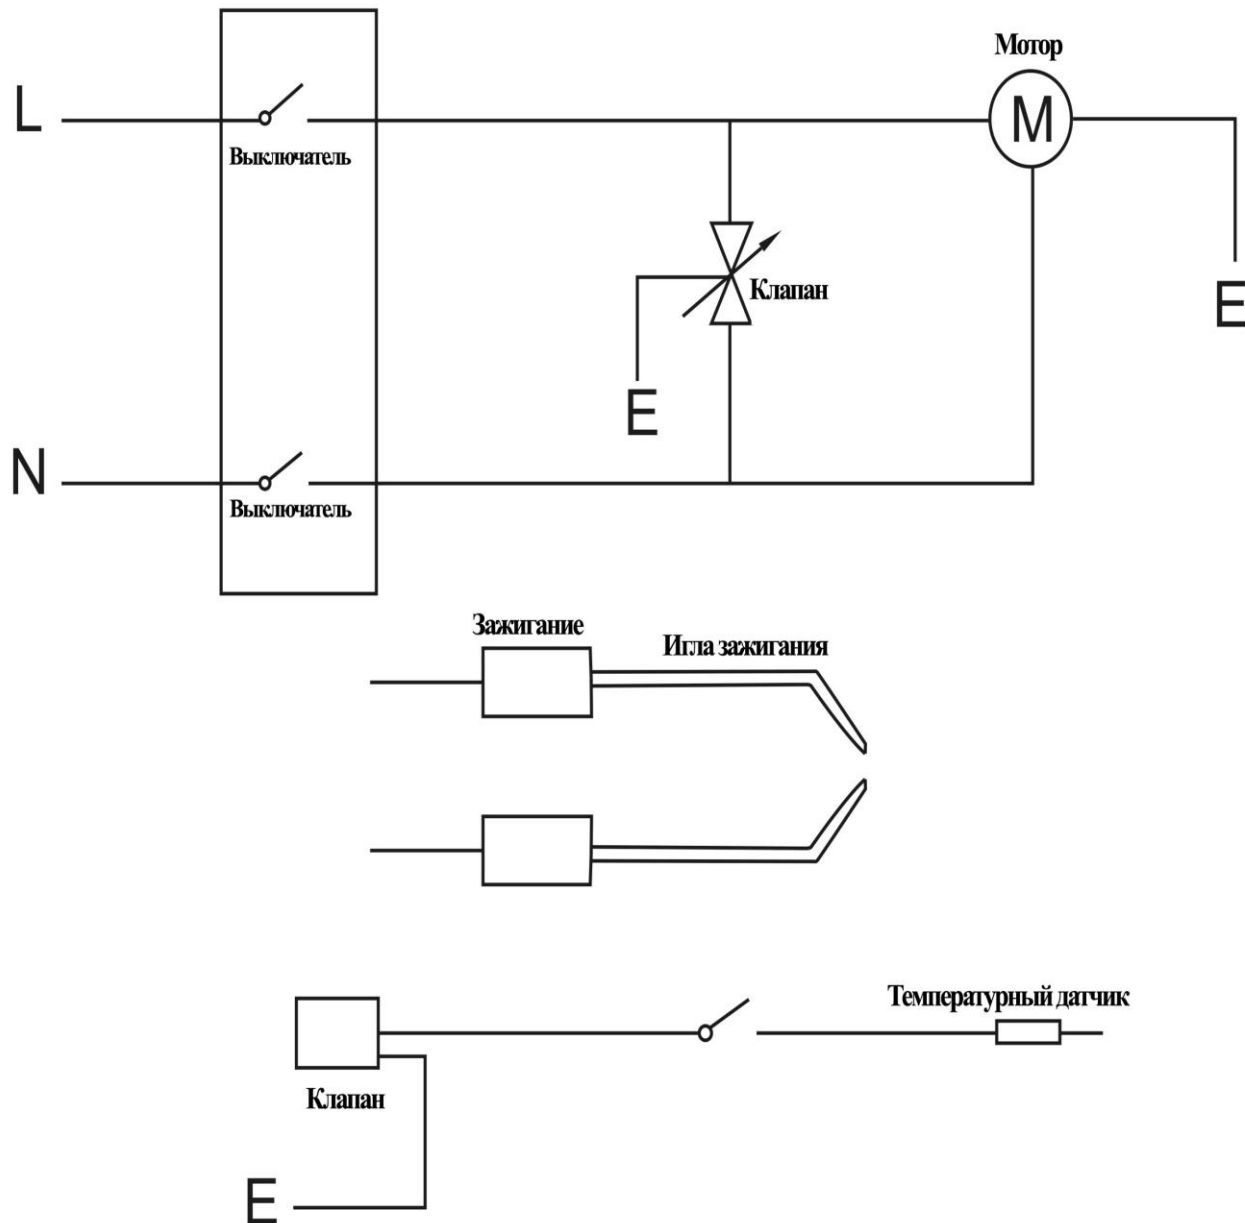 Мотор
L
M
Выключатель
Клапан
E
E
N
Выключатель
Зажигание
Игла зажигания
Температурный датчик
Клапан
E